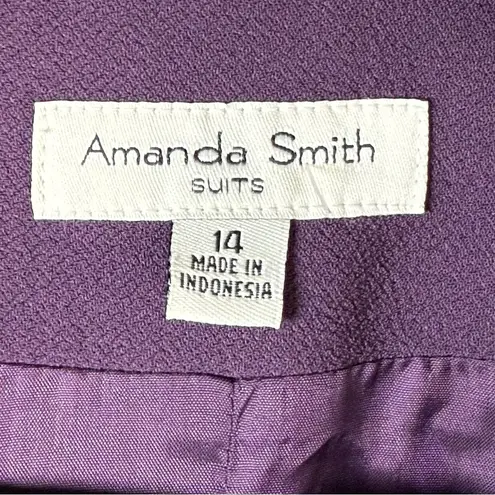 Amanda Smith
SUITS
14
MADE IN
INDONESIA